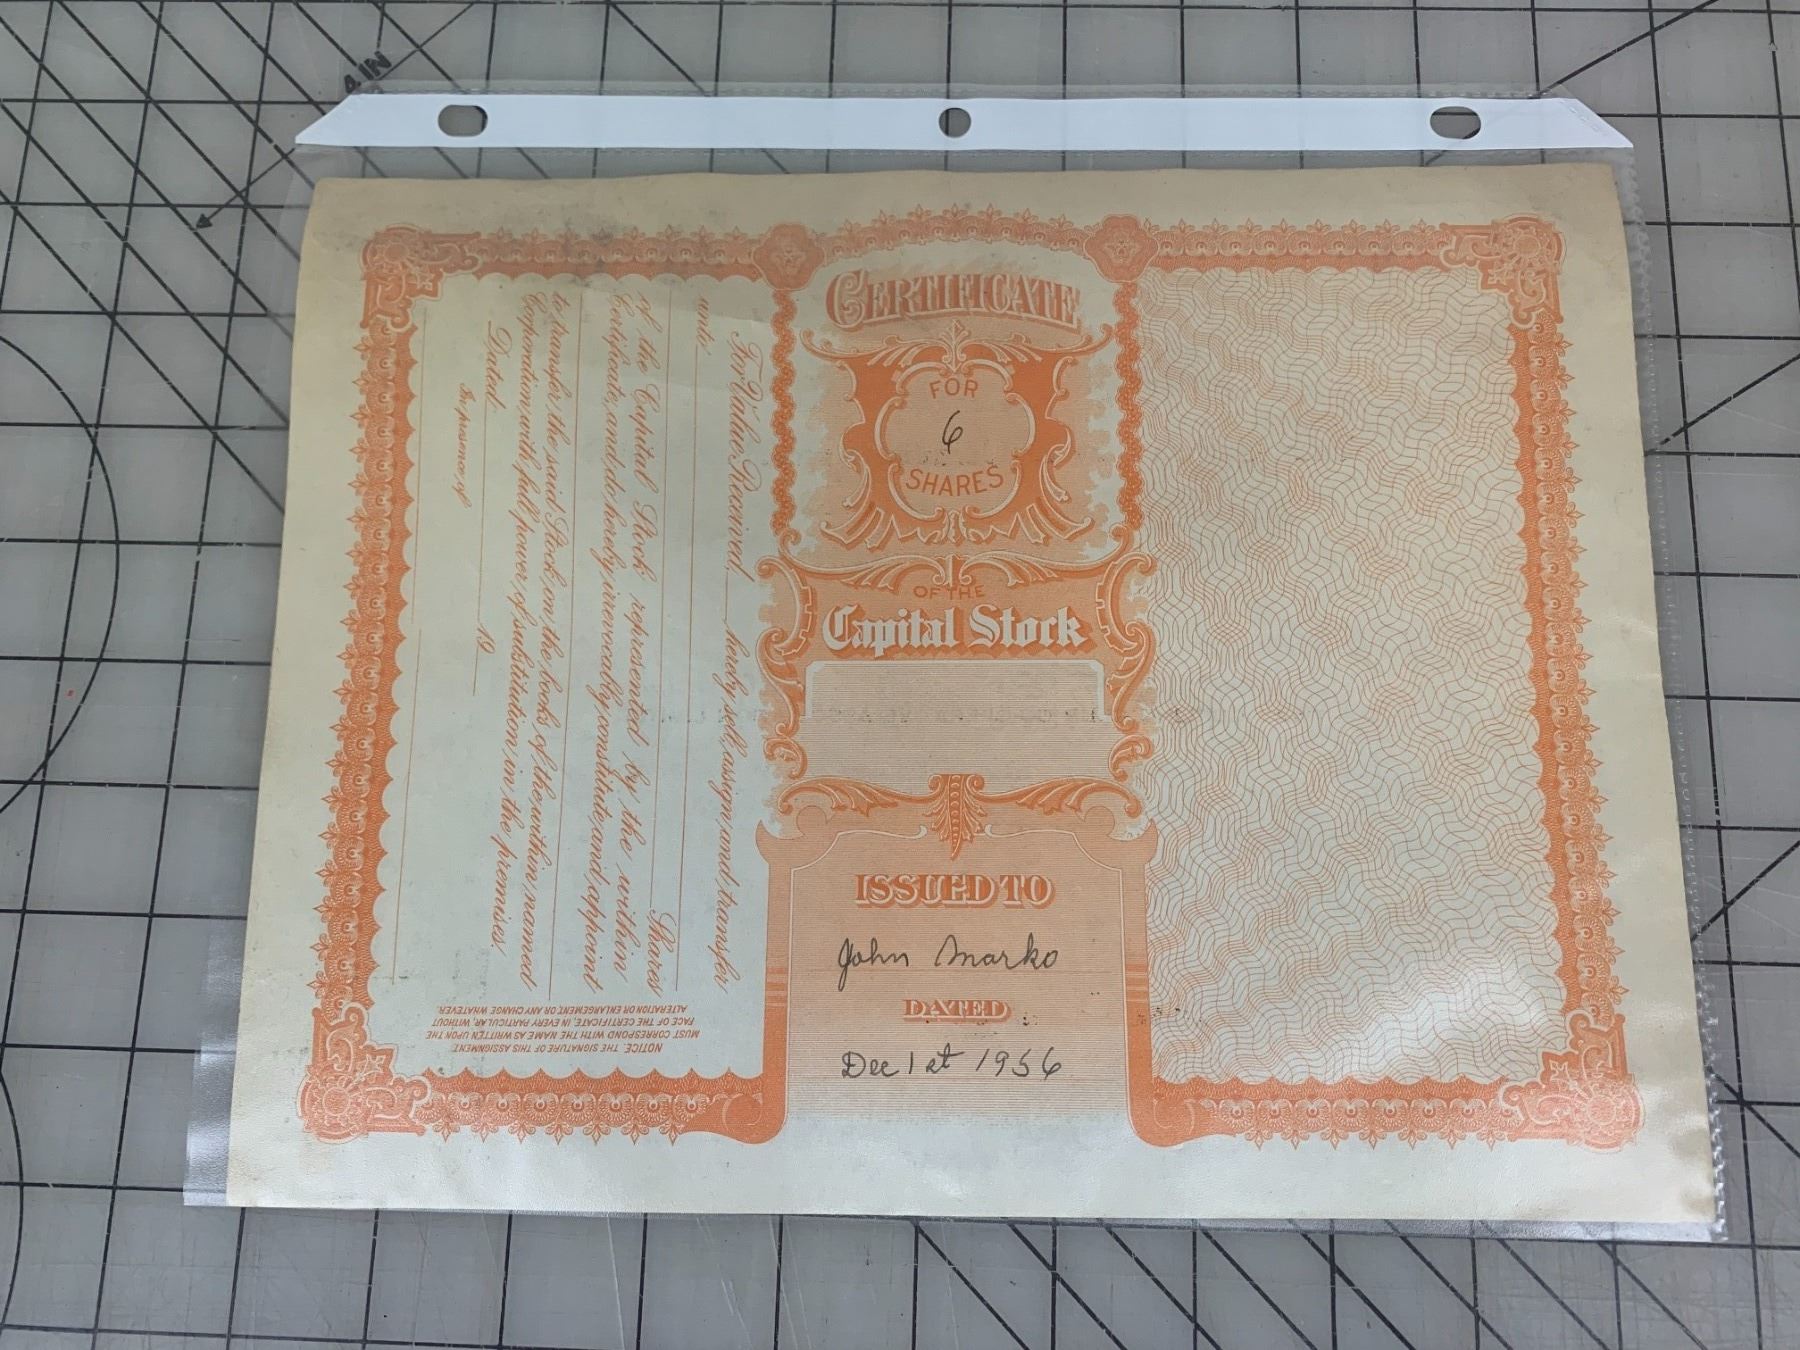 4 IN
CERTIFICATE
FOR
6
SHARES
OF THE
Capital Stock
ISSUED TO
John Marko
DATED
Dec 1st 1956
For Value Received, hereby sell, assign and transfer
unto
Shares
of the Capital Stock represented by the within
Certificate, and do hereby irrevocably constitute and appoint
to transfer the said Stock on the books of the within named
Corporation with full power of substitution in the premises.
Dated 19
In presence of
NOTICE. THE SIGNATURE OF THIS ASSIGNMENT
MUST CORRESPOND WITH THE NAME AS WRITTEN UPON THE
FACE OF THE CERTIFICATE, IN EVERY PARTICULAR, WITHOUT
ALTERATION OR ENLARGEMENT, OR ANY CHANGE WHATEVER.